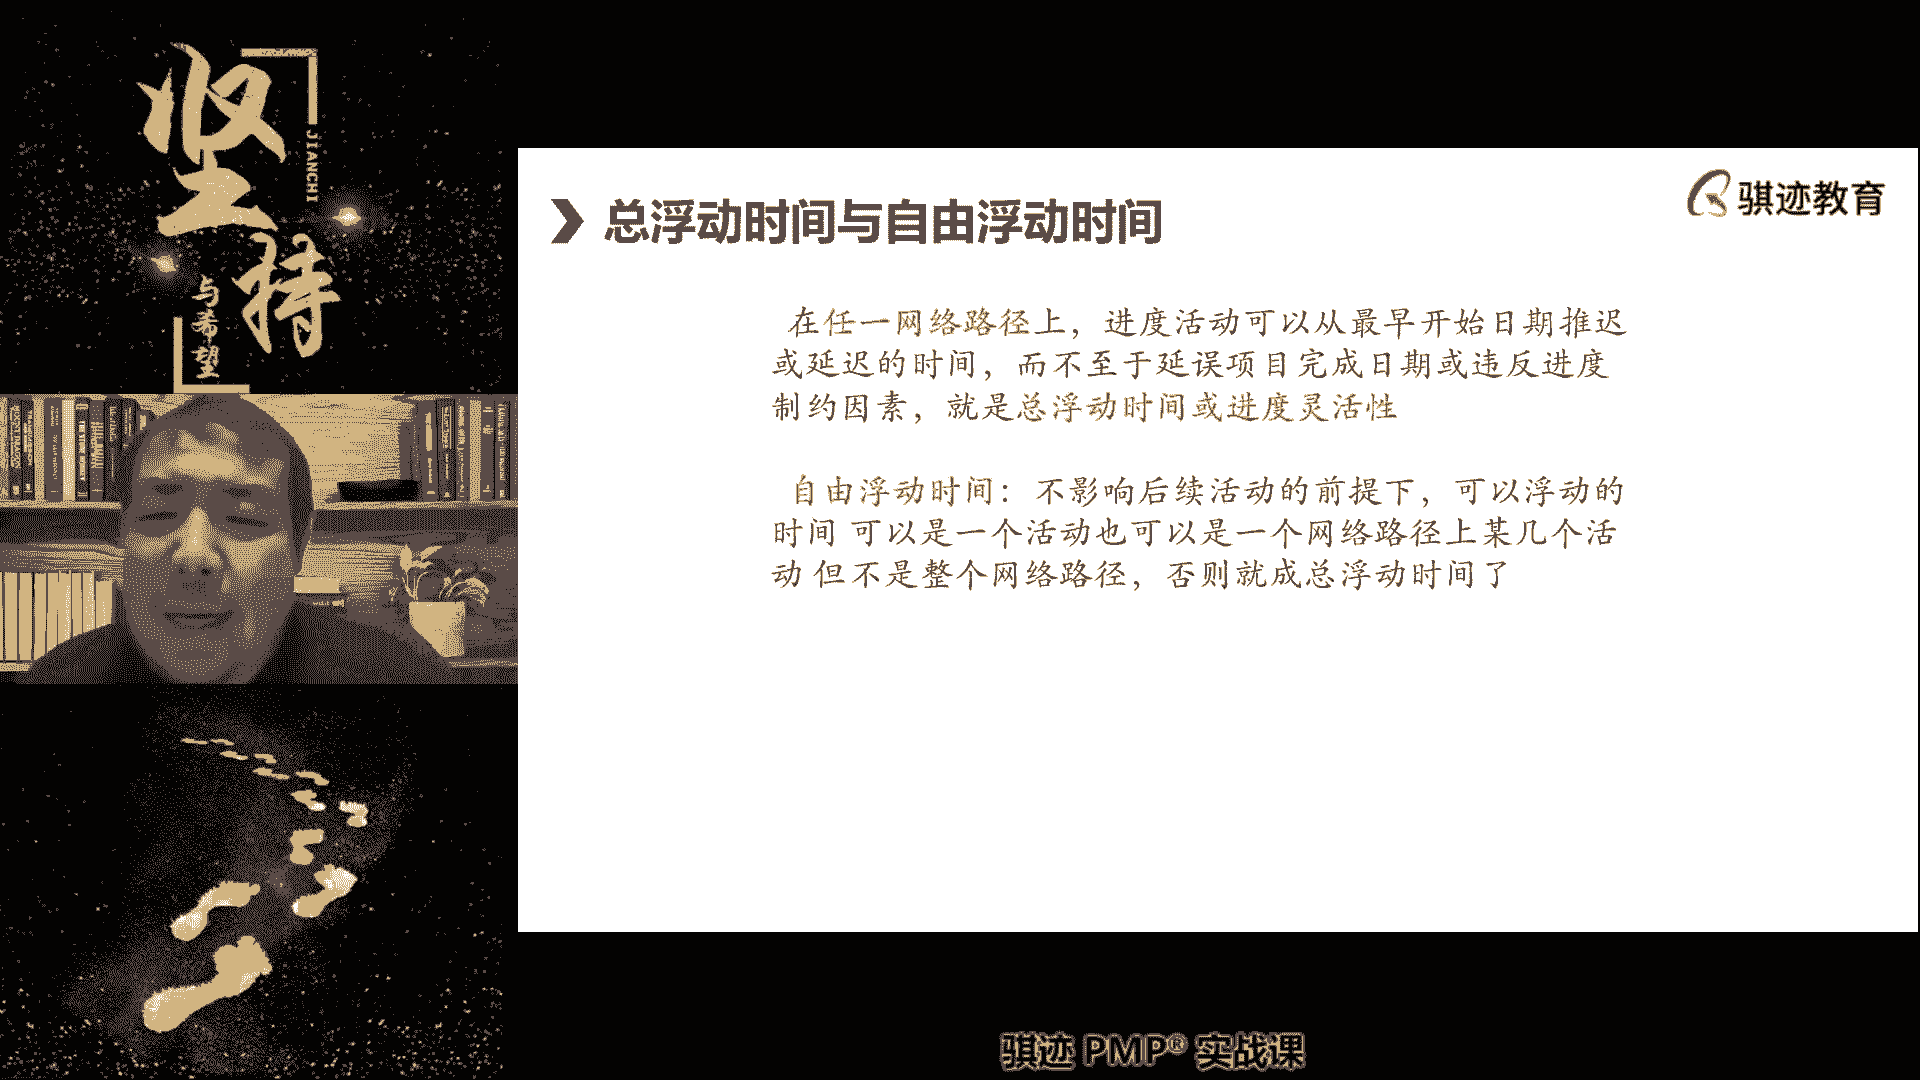 坚持
JIANCHI
与希望
骐迹教育
总浮动时间与自由浮动时间
在任一网络路径上，进度活动可以从最早开始日期推迟
或延迟的时间，而不至于延误项目完成日期或违反进度
制约因素，就是总浮动时间或进度灵活性
自由浮动时间：不影响后续活动的前提下，可以浮动的
时间 可以是一个活动也可以是一个网络路径上某几个活
动 但不是整个网络路径，否则就成总浮动时间了
骐迹 PMP® 实战课